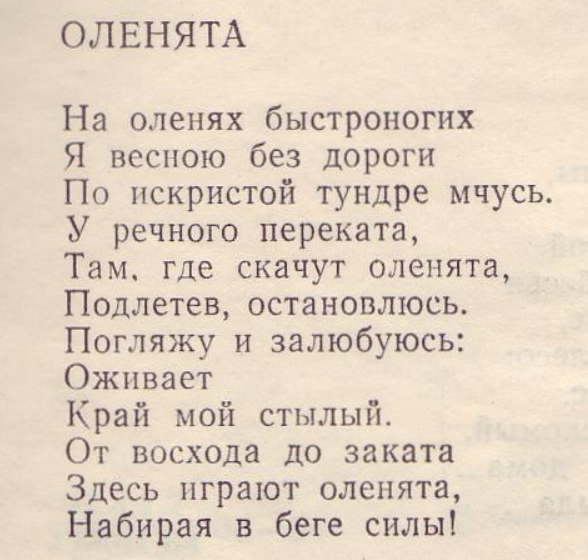 ОЛЕНЯТА
На оленях быстроногих
Я весною без дороги
По искристой тундре мчусь.
У речного переката,
Там. где скачут оленята,
Подлетев, остановлюсь.
Погляжу и залюбуюсь:
Оживает
Край мой стылый.
От восхода до заката
Здесь играют оленята,
Набирая в беге силы!